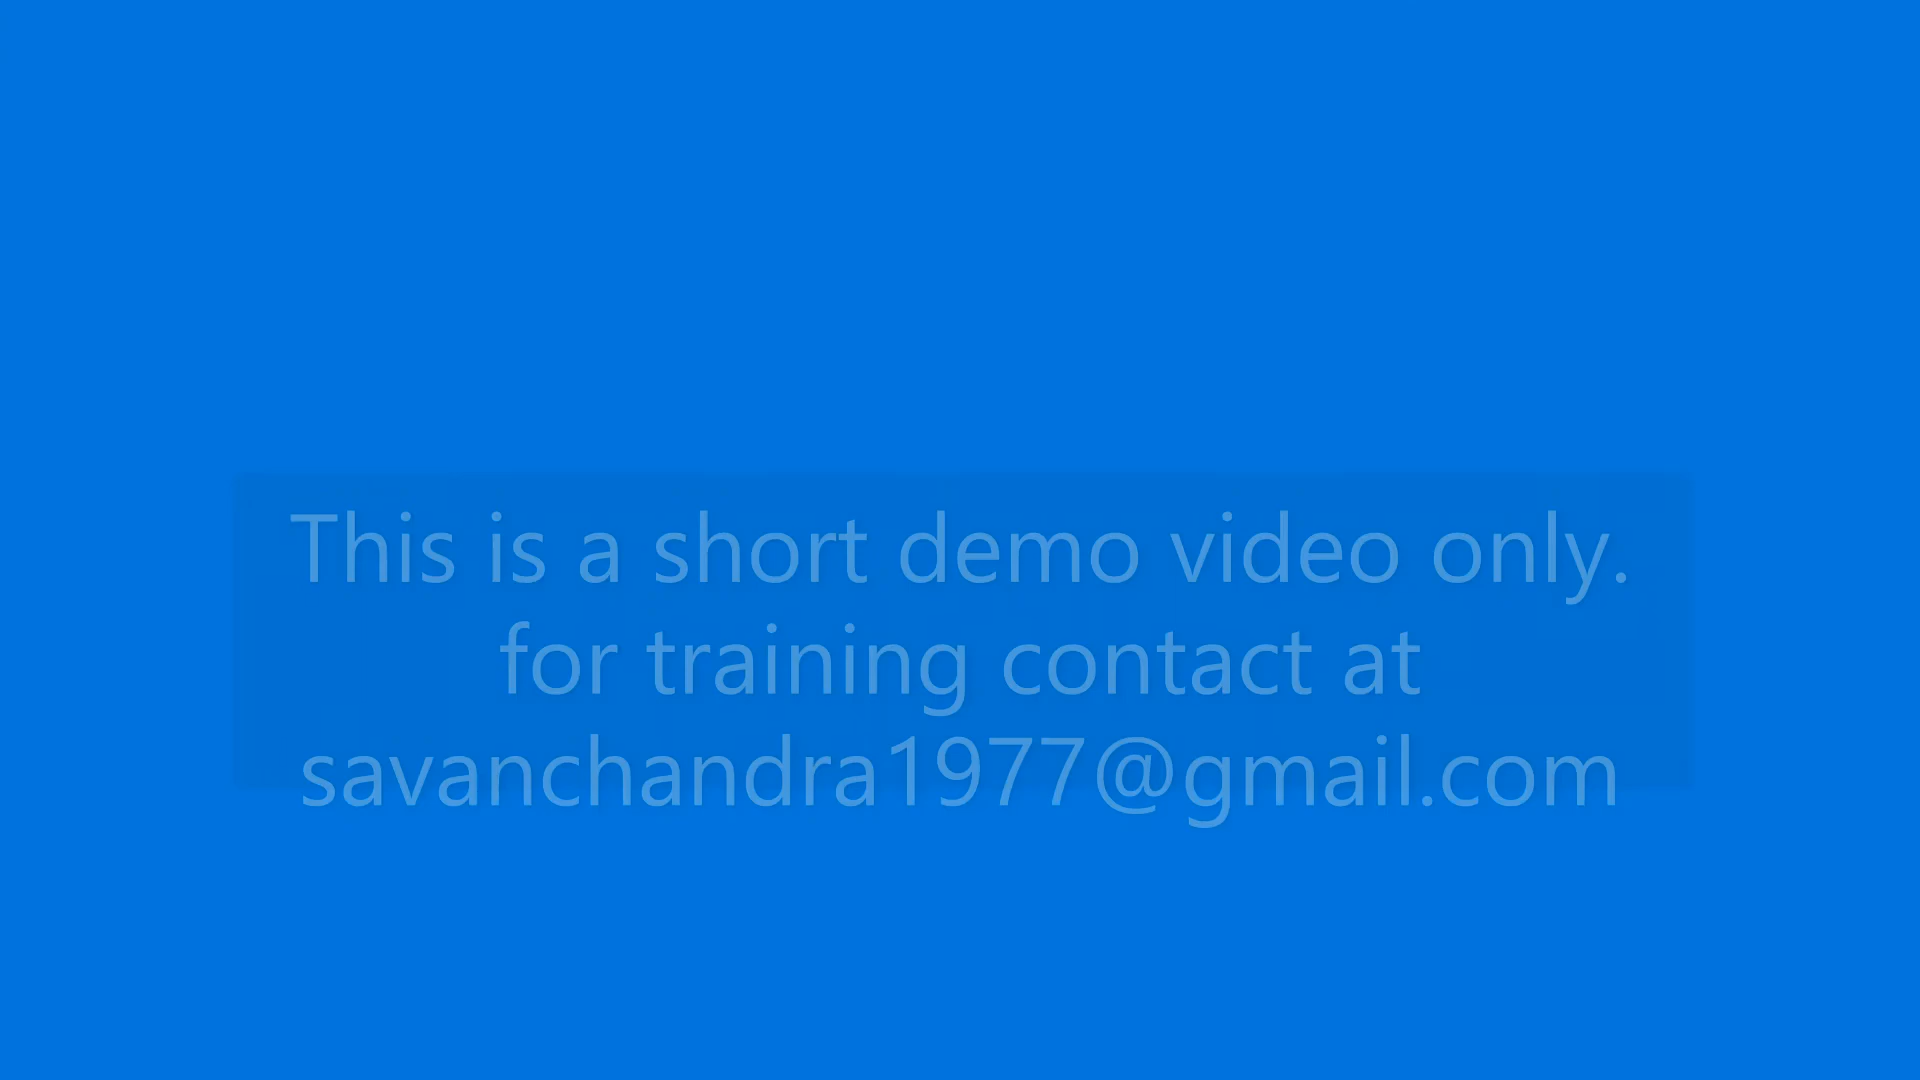 This is a short demo video only.
for training contact at
savanchandra1977@gmail.com